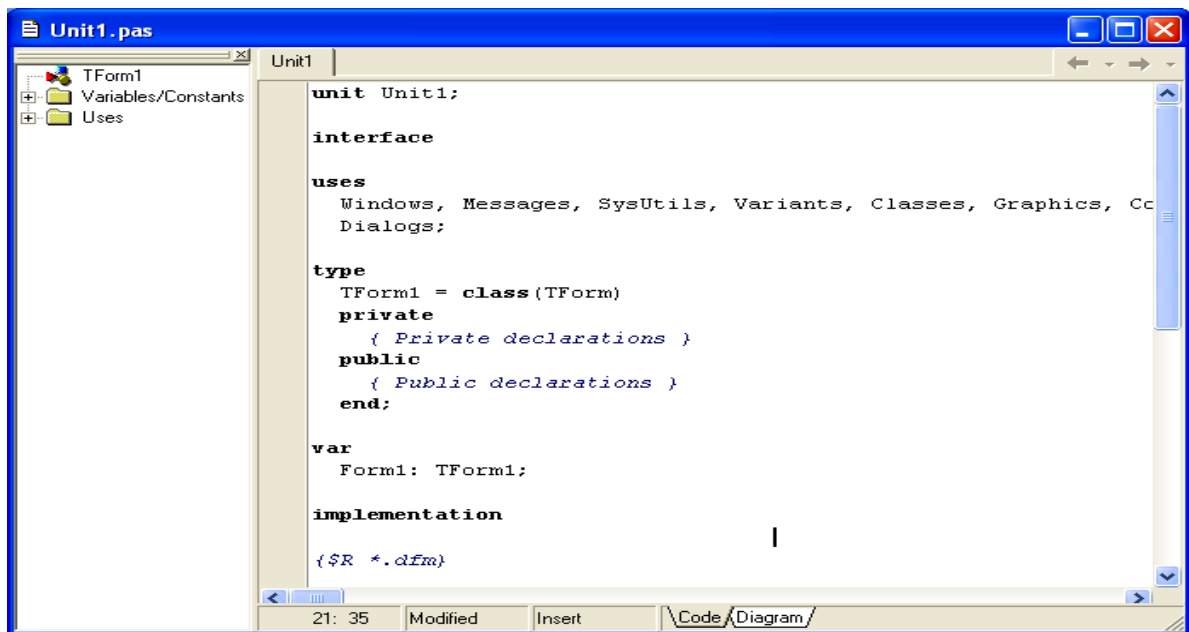 Unit1.pas
TForm1
Variables/Constants
Uses
Unit1
unit Unit1;
interface
uses
Windows, Messages, SysUtils, Variants, Classes, Graphics, Co
Dialogs;
type
TForm1 = class(TForm)
private
{ Private declarations }
public
{ Public declarations }
end;
var
Form1: TForm1;
implementation
{$R *.dfm}
21: 35 Modified Insert Code Diagram